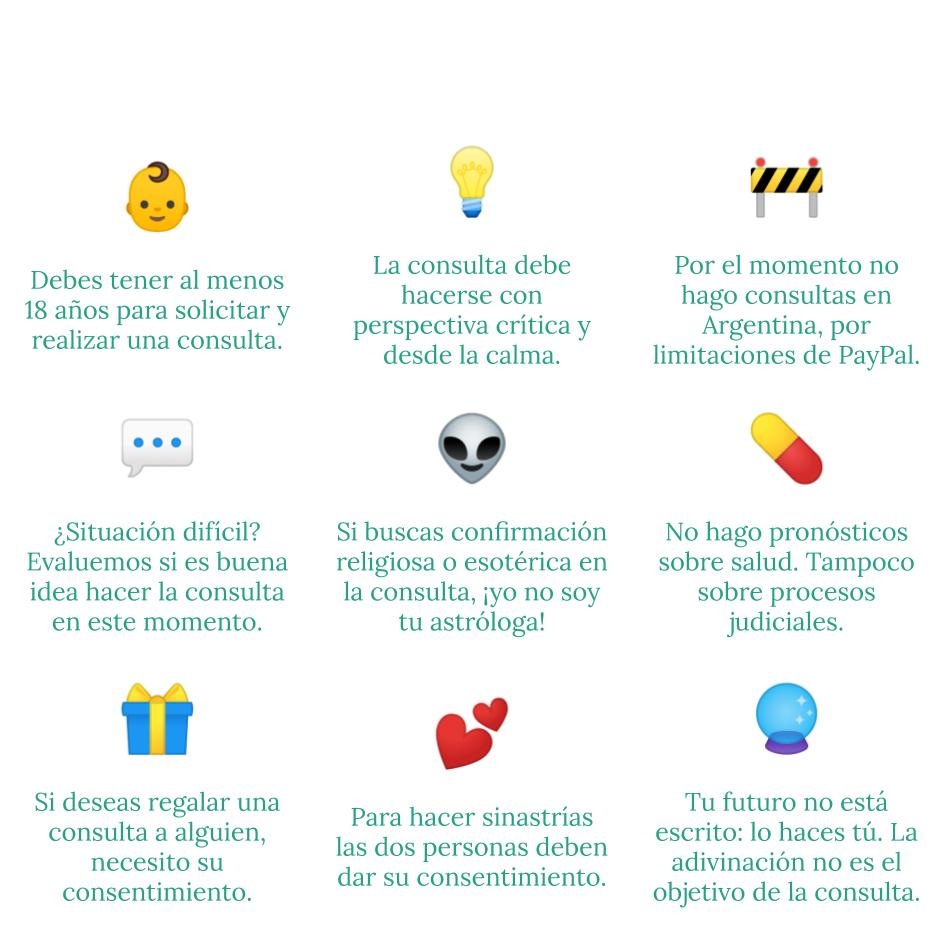 Debes tener al menos
18 años para solicitar y
realizar una consulta.
La consulta debe
hacerse con
perspectiva crítica y
desde la calma.
Por el momento no
hago consultas en
Argentina, por
limitaciones de PayPal.
¿Situación difícil?
Evaluemos si es buena
idea hacer la consulta
en este momento.
Si buscas confirmación
religiosa o esotérica en
la consulta, ¡yo no soy
tu astróloga!
No hago pronósticos
sobre salud. Tampoco
sobre procesos
judiciales.
Si deseas regalar una
consulta a alguien,
necesito su
consentimiento.
Para hacer sinastrías
las dos personas deben
dar su consentimiento.
Tu futuro no está
escrito: lo haces tú. La
adivinación no es el
objetivo de la consulta.